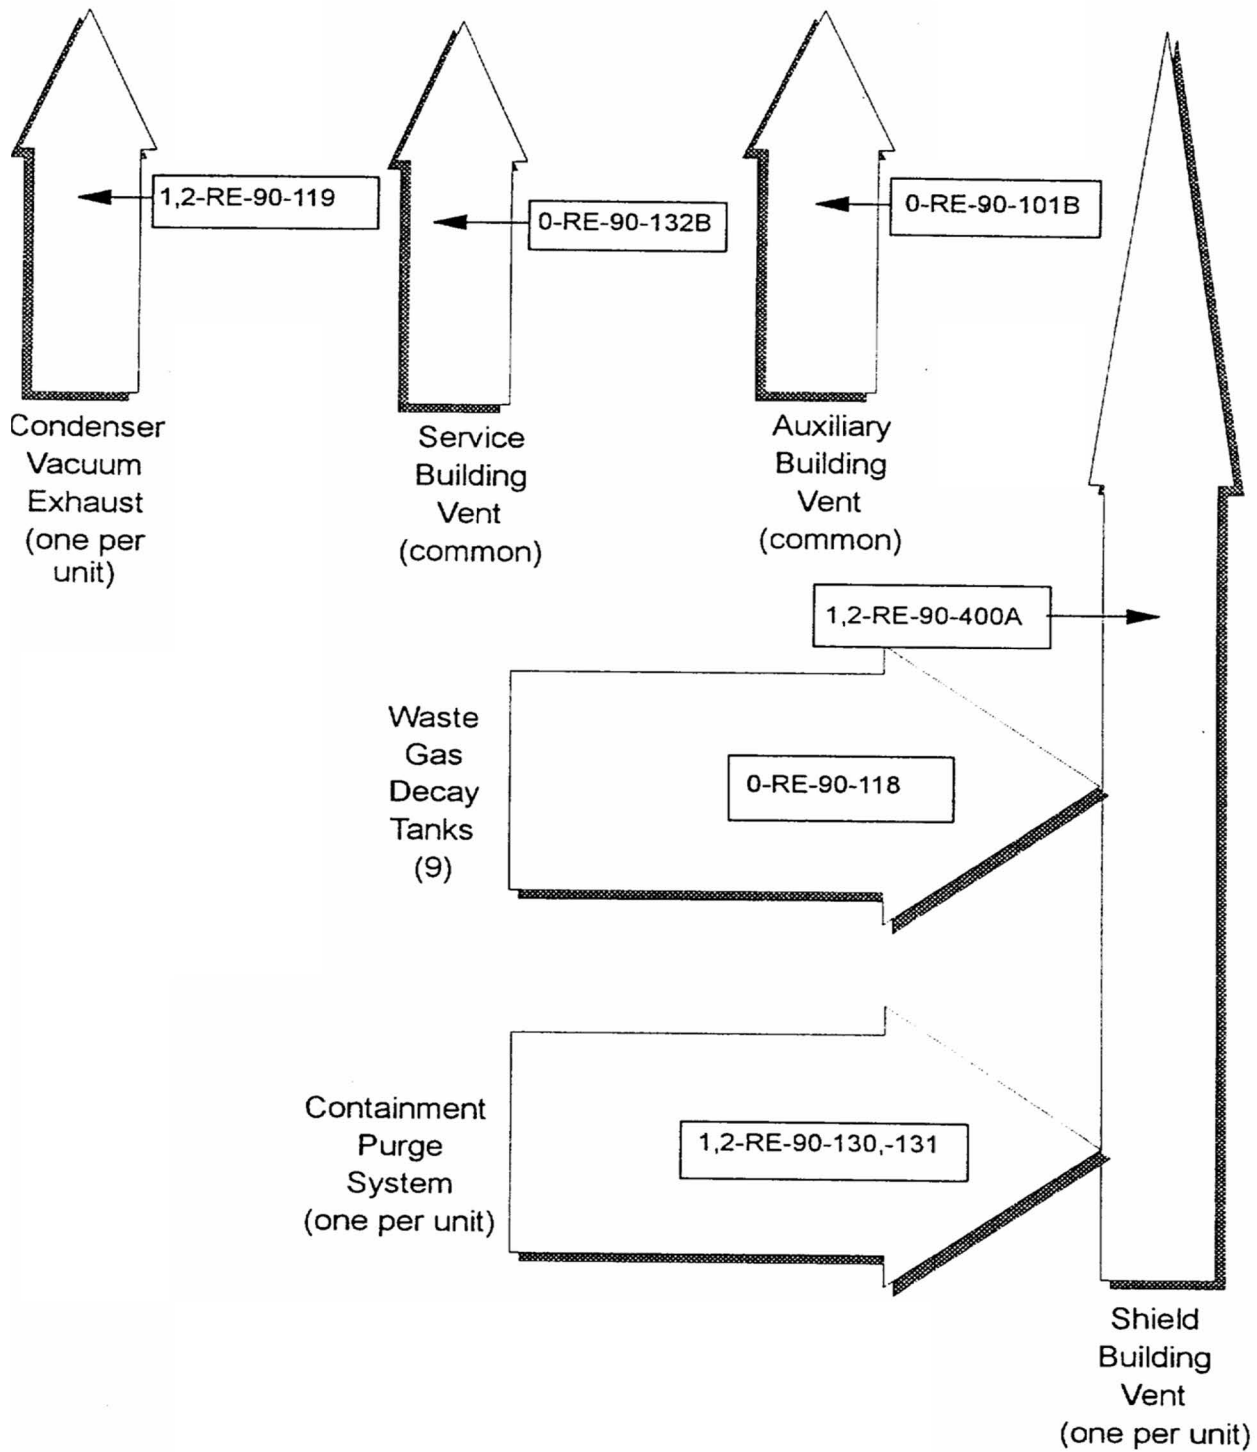 1,2-RE-90-119
0-RE-90-132B
0-RE-90-101B
Condenser
Vacuum
Exhaust
(one per
unit)
Service
Building
Vent
(common)
Auxiliary
Building
Vent
(common)
1,2-RE-90-400A
Waste
Gas
Decay
Tanks
(9)
0-RE-90-118
Containment
Purge
System
(one per unit)
1,2-RE-90-130,-131
Shield
Building
Vent
(one per unit)